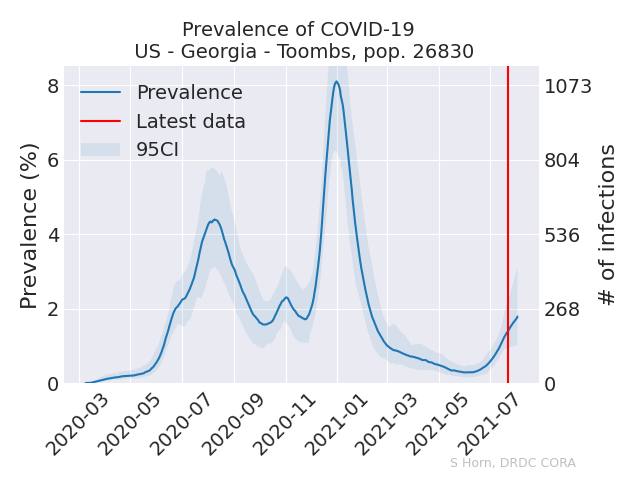 Prevalence of COVID-19
US - Georgia - Toombs, pop. 26830
Prevalence
Latest data
95CI
Prevalence (%)
8
6
4
2
0
1073
804
536
268
0
# of infections
2020-03
2020-05
2020-07
2020-09
2020-11
2021-01
2021-03
2021-05
2021-07
S Horn, DRDC CORA